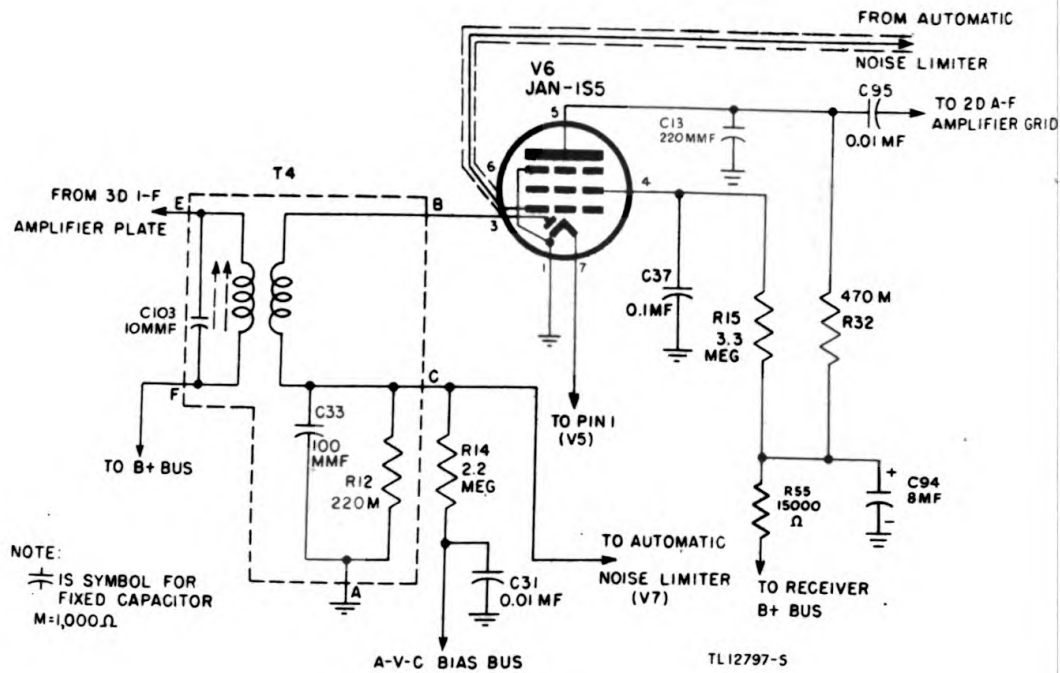 FROM AUTOMATIC
NOISE LIMITER
V6
JAN-1S5
5
C13
220MMF
C95
0.01 MF
TO 2D A-F
AMPLIFIER GRID
6
4
3
1
7
T4
FROM 3D I-F
AMPLIFIER PLATE
E
B
C103
10MMF
F
C
TO B+ BUS
C33
100
MMF
R12
220 M
R14
2.2
MEG
A
C37
0.1MF
R15
3.3
MEG
470 M
R32
TO PIN 1
(V5)
R55
15000
Ω
+
C94
8MF
-
TO AUTOMATIC
NOISE LIMITER
(V7)
C31
0.01 MF
TO RECEIVER
B+ BUS
NOTE:
IS SYMBOL FOR
FIXED CAPACITOR
M=1,000Ω
A-V-C BIAS BUS
TL12797-S